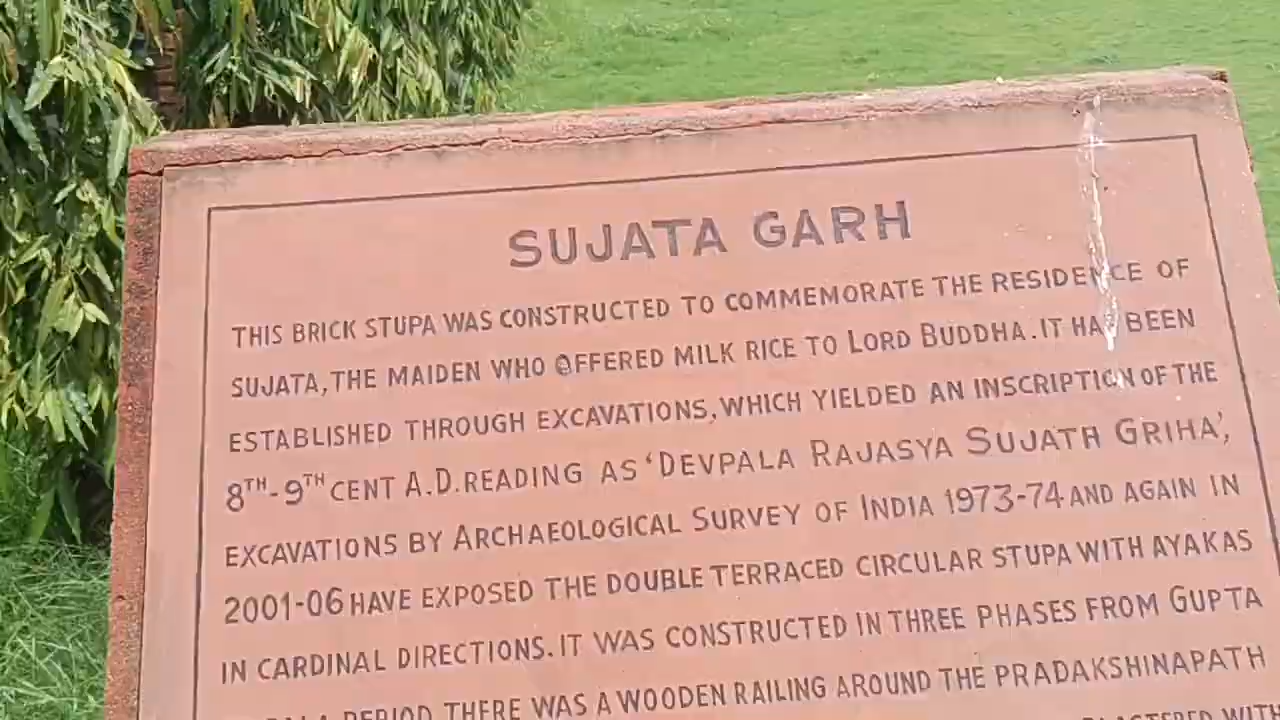 SUJATA GARH
THIS BRICK STUPA WAS CONSTRUCTED TO COMMEMORATE THE RESIDENCE OF
SUJATA, THE MAIDEN WHO OFFERED MILK RICE TO LORD BUDDHA. IT HAS BEEN
ESTABLISHED THROUGH EXCAVATIONS, WHICH YIELDED AN INSCRIPTION OF THE
8TH-9TH CENT A.D. READING AS 'DEVPALA RAJASYA SUJATA GRIHA',
EXCAVATIONS BY ARCHAEOLOGICAL SURVEY OF INDIA 1973-74 AND AGAIN IN
2001-06 HAVE EXPOSED THE DOUBLE TERRACED CIRCULAR STUPA WITH AYAKAS
IN CARDINAL DIRECTIONS. IT WAS CONSTRUCTED IN THREE PHASES FROM GUPTA
PERIOD THERE WAS A WOODEN RAILING AROUND THE PRADAKSHINAPATH
WITH